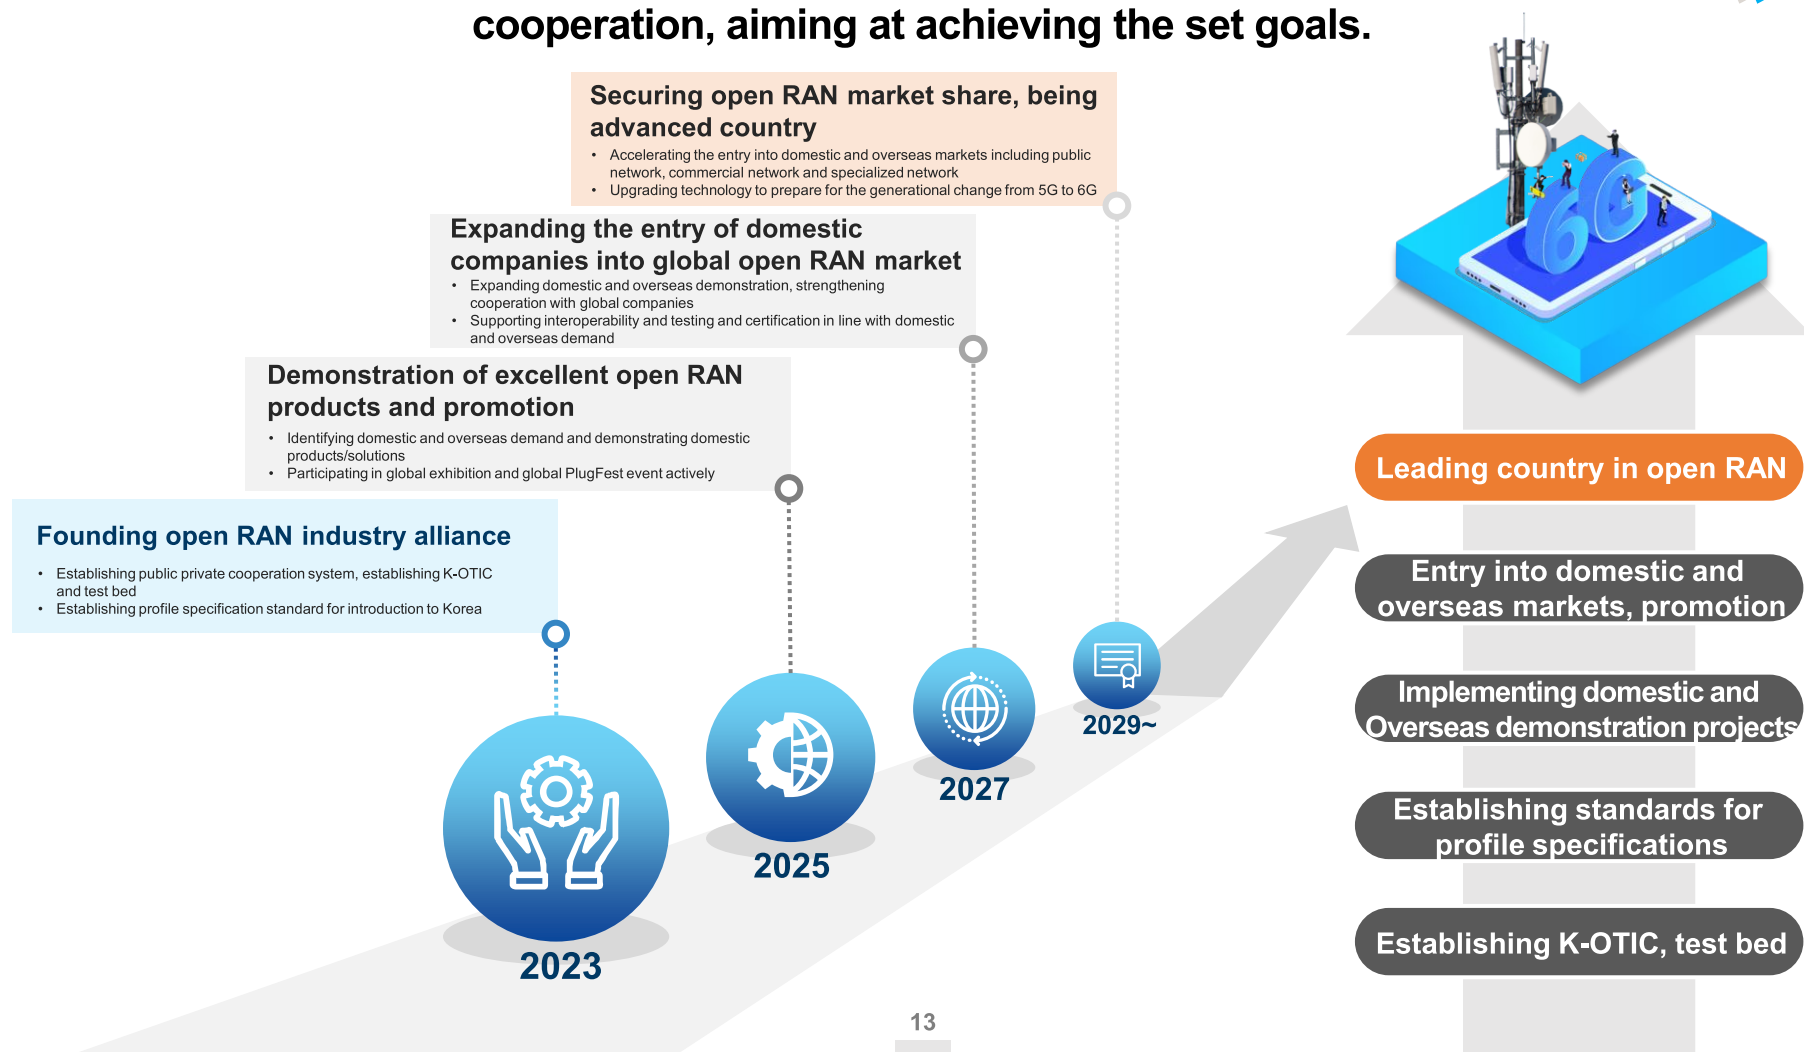 cooperation, aiming at achieving the set goals.
Securing open RAN market share, being
advanced country
• Accelerating the entry into domestic and overseas markets including public
network, commercial network and specialized network
• Upgrading technology to prepare for the generational change from 5G to 6G
Expanding the entry of domestic
companies into global open RAN market
• Expanding domestic and overseas demonstration, strengthening
cooperation with global companies
• Supporting interoperability and testing and certification in line with domestic
and overseas demand
Demonstration of excellent open RAN
products and promotion
• Identifying domestic and overseas demand and demonstrating domestic
products/solutions
• Participating in global exhibition and global PlugFest event actively
Founding open RAN industry alliance
• Establishing public private cooperation system, establishing K-OTIC
and test bed
• Establishing profile specification standard for introduction to Korea
2023
2025
2027
2029~
6G
Leading country in open RAN
Entry into domestic and
overseas markets, promotion
Implementing domestic and
Overseas demonstration projects
Establishing standards for
profile specifications
Establishing K-OTIC, test bed
13